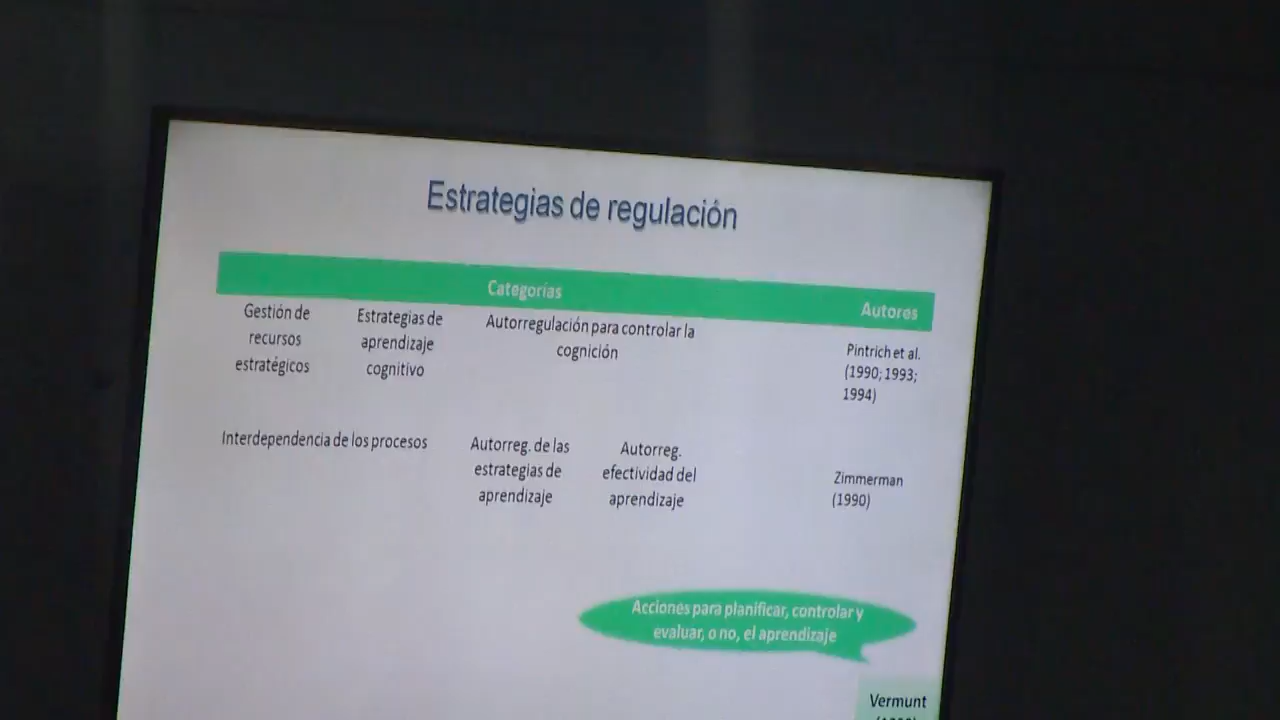 Estrategias de regulación
Categorías
Autores
Gestión de
recursos
estratégicos
Estrategias de
aprendizaje
cognitivo
Autorregulación para controlar la
cognición
Pintrich et al.
(1990; 1993;
1994)
Interdependencia de los procesos
Autorreg. de las
estrategias de
aprendizaje
Autorreg.
efectividad del
aprendizaje
Zimmerman
(1990)
Acciones para planificar, controlar y
evaluar, o no, el aprendizaje
Vermunt